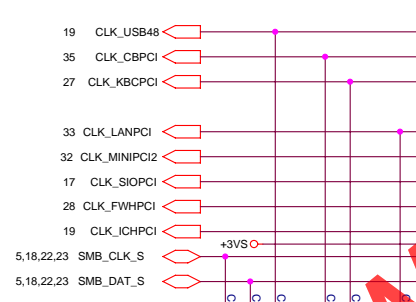 19 CLK_USB48
35 CLK_CBPCI
27 CLK_KBCPCI
33 CLK_LANPCI
32 CLK_MINIPCI2
17 CLK_SIOPCI
28 CLK_FWHPCI
19 CLK_ICHPCI
+3VS
5,18,22,23 SMB_CLK_S
5,18,22,23 SMB_DAT_S